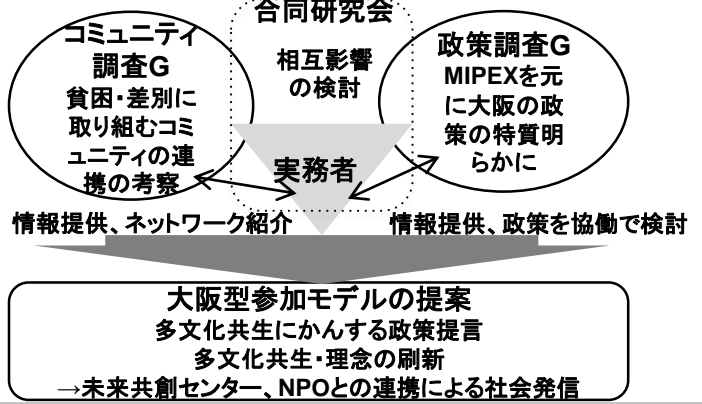 合同研究会
コミュニティ
調査G
貧困・差別に
取り組むコミ
ュニティの連
携の考察
相互影響
の検討
政策調査G
MIPEXを元
に大阪の政
策の特質明
らかに
実務者
情報提供、ネットワーク紹介
情報提供、政策を協働で検討
大阪型参加モデルの提案
多文化共生にかんする政策提言
多文化共生・理念の刷新
→未来共創センター、NPOとの連携による社会発信